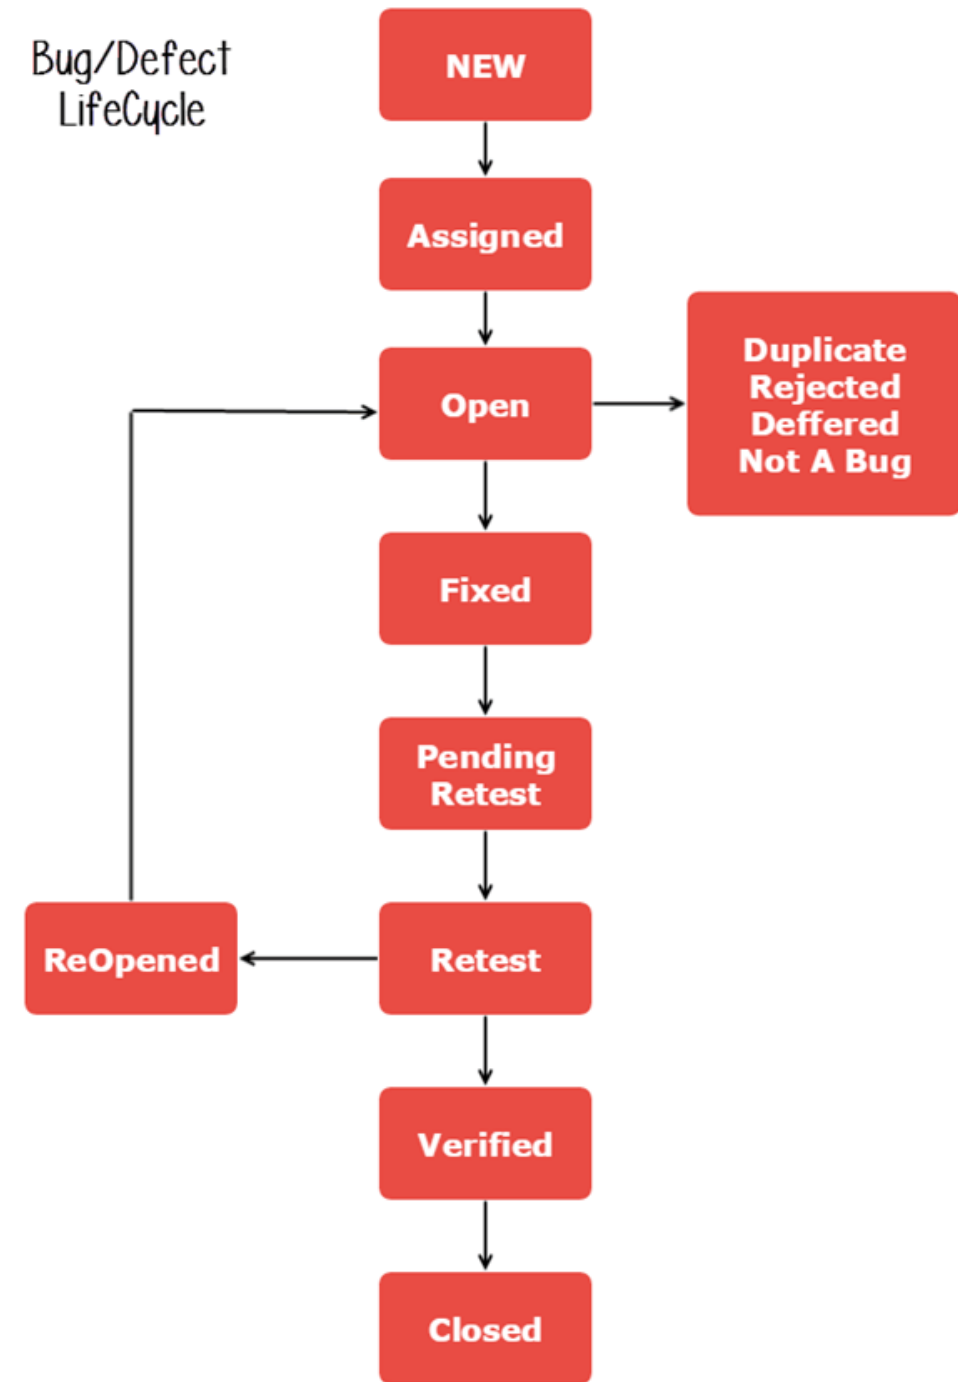 Bug/Defect
LifeCycle
NEW
Assigned
Open
Duplicate
Rejected
Deffered
Not A Bug
Fixed
Pending
Retest
ReOpened
Retest
Verified
Closed